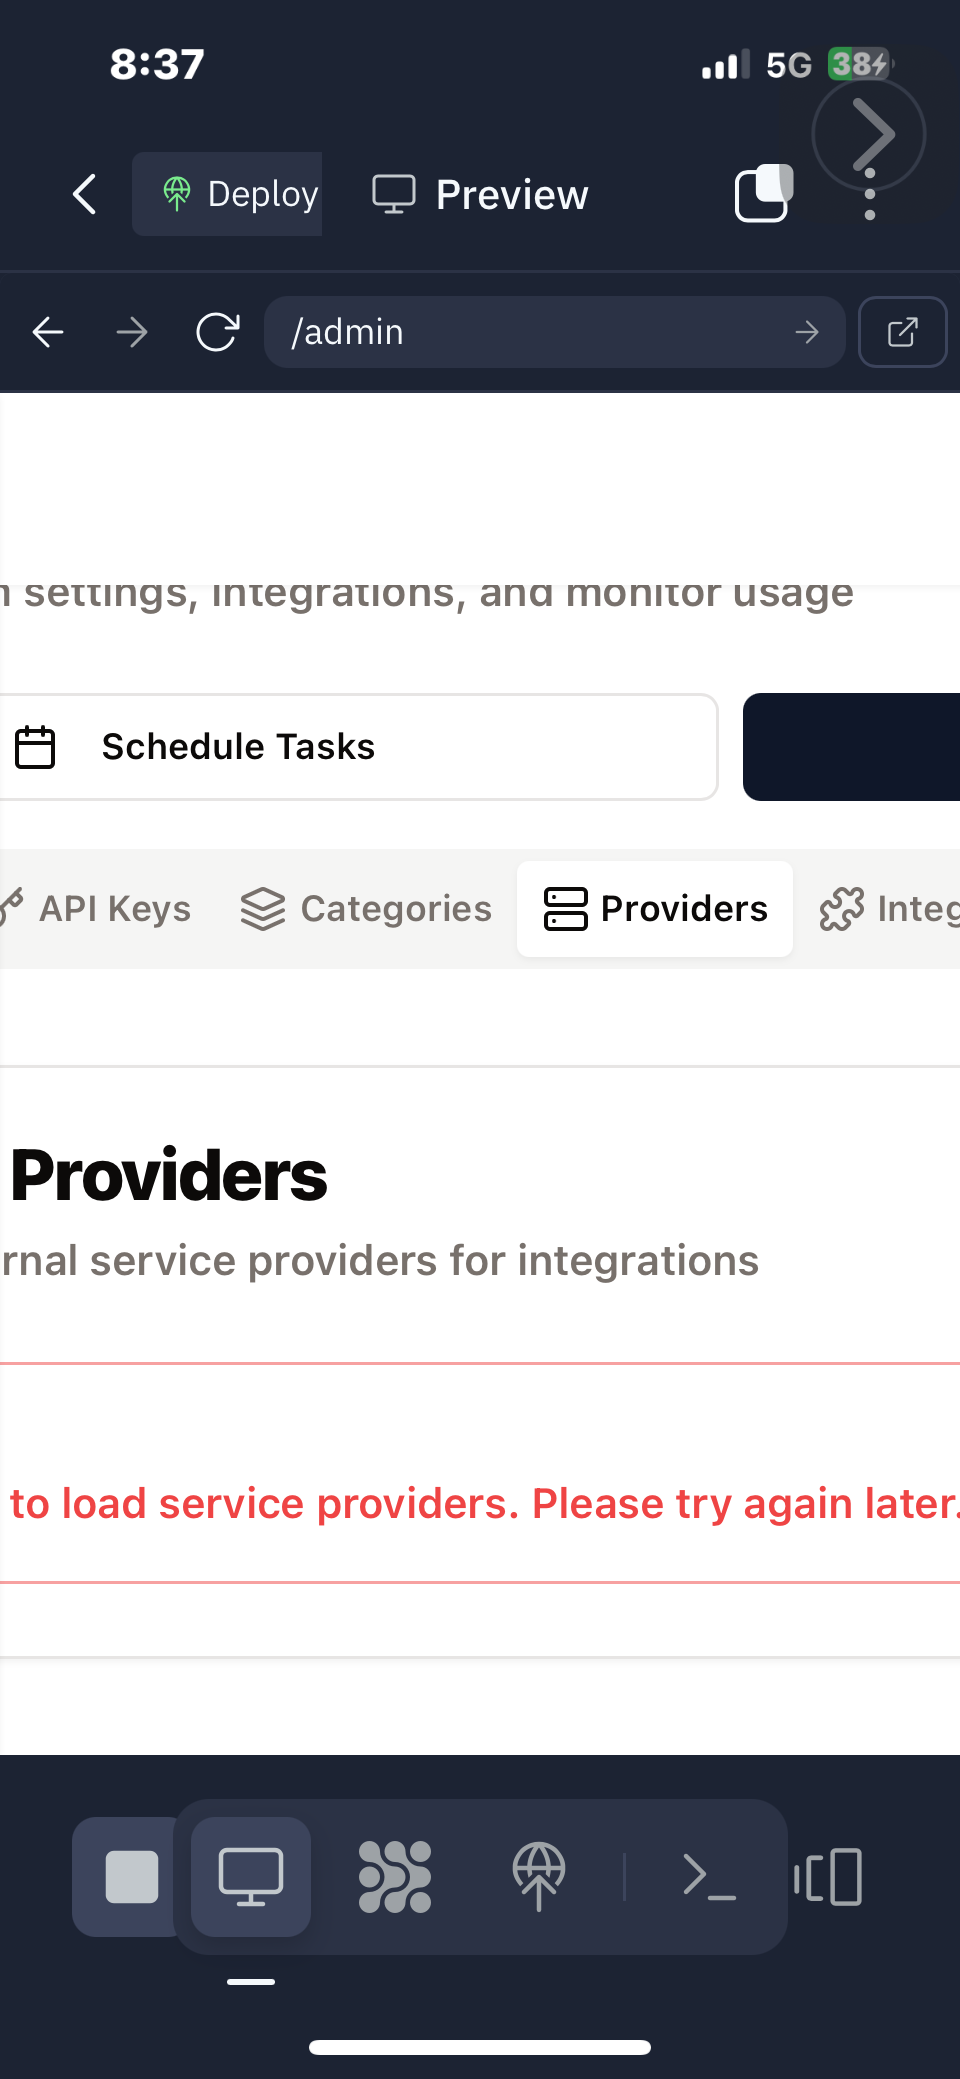 8:37
5G
38
Deploy
Preview
/admin
settings, integrations, and monitor usage
Schedule Tasks
API Keys
Categories
Providers
Integ
Providers
rnal service providers for integrations
to load service providers. Please try again later.